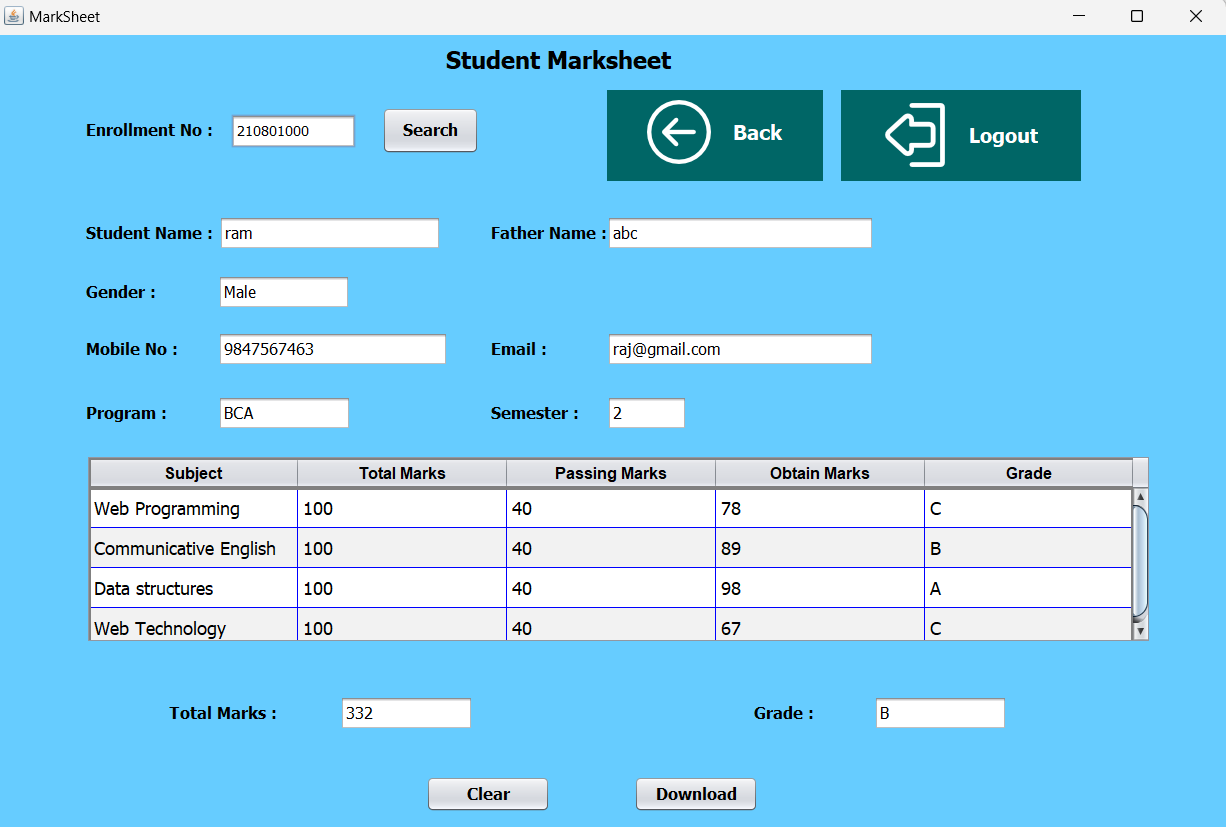 MarkSheet
Student Marksheet
Enrollment No : 210801000 Search Back Logout
Student Name : ram Father Name : abc
Gender : Male
Mobile No : 9847567463 Email : raj@gmail.com
Program : BCA Semester : 2
Subject Total Marks Passing Marks Obtain Marks Grade
Web Programming 100 40 78 C
Communicative English 100 40 89 B
Data structures 100 40 98 A
Web Technology 100 40 67 C
Total Marks : 332 Grade : B
Clear Download